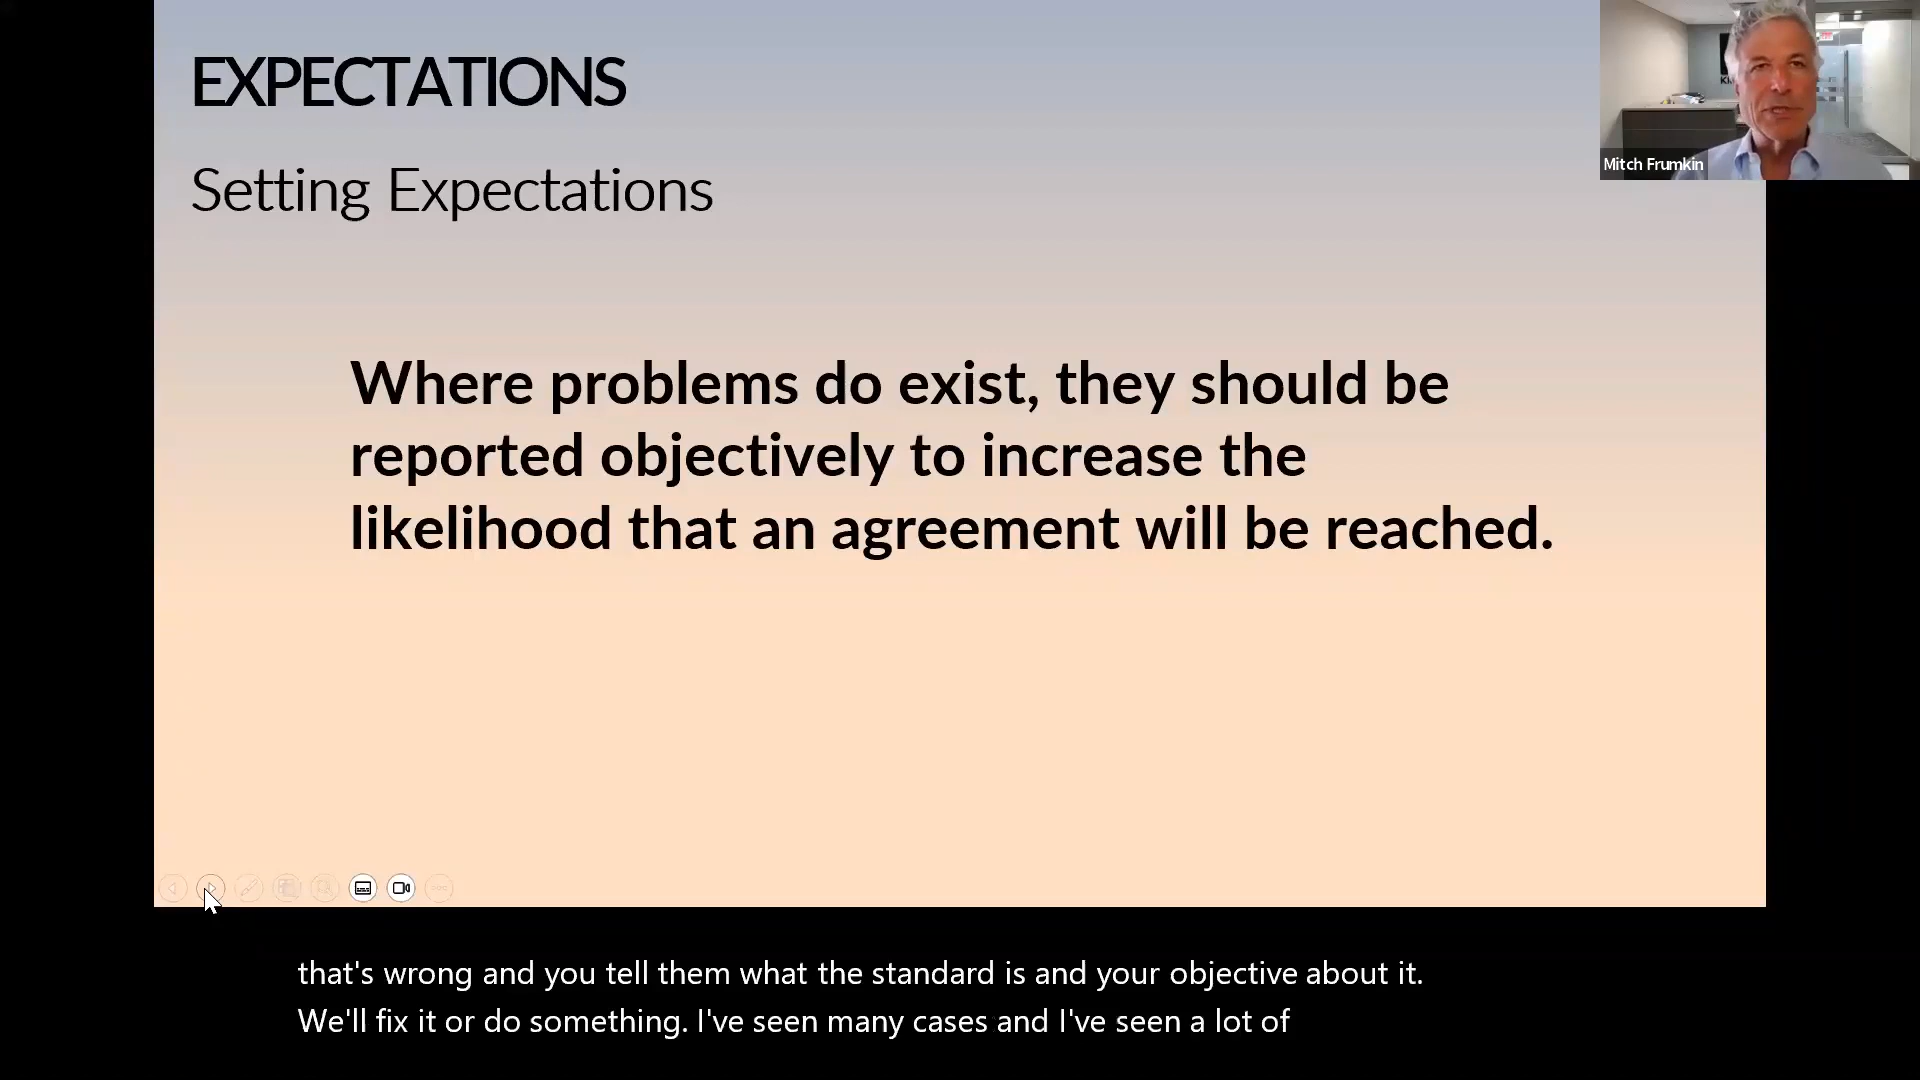 EXPECTATIONS
Setting Expectations
Where problems do exist, they should be
reported objectively to increase the
likelihood that an agreement will be reached.
Mitch Frumkin
that's wrong and you tell them what the standard is and your objective about it.
We'll fix it or do something. I've seen many cases and I've seen a lot of